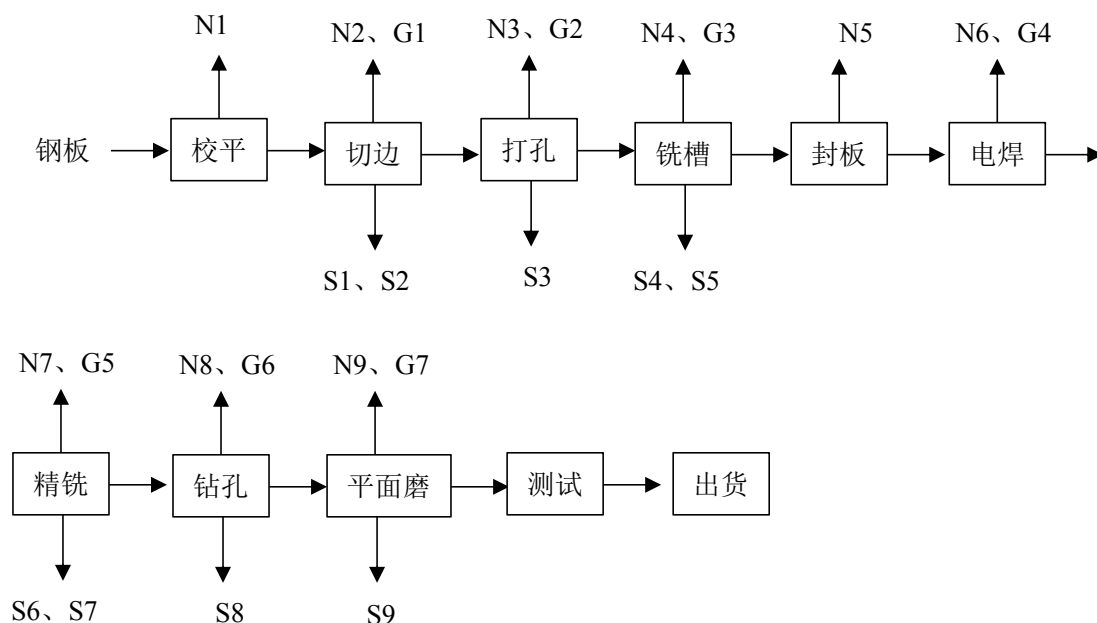 N1 N2、G1 N3、G2 N4、G3 N5 N6、G4
钢板 校平 切边 打孔 铣槽 封板 电焊
S1、S2 S3 S4、S5
N7、G5 N8、G6 N9、G7
精铣 钻孔 平面磨 测试 出货
S6、S7 S8 S9